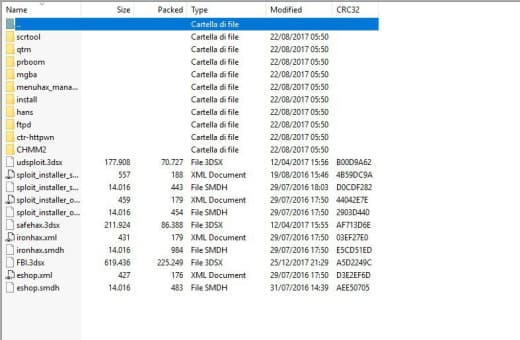 Name Size Packed Type Modified CRC32
.. Cartella di file
scrtool Cartella di file 22/08/2017 05:50
qtm Cartella di file 22/08/2017 05:50
prboom Cartella di file 22/08/2017 05:50
mgba Cartella di file 22/08/2017 05:50
menuhax_mana... Cartella di file 22/08/2017 05:50
install Cartella di file 22/08/2017 05:50
hans Cartella di file 22/08/2017 05:50
ftpd Cartella di file 22/08/2017 05:50
ctr-httpwn Cartella di file 22/08/2017 05:50
CHMM2 Cartella di file 22/08/2017 05:50
udsploit.3dsx 177.908 70.727 File 3DSX 12/04/2017 15:56 B00D9A62
sploit_installer_s... 557 188 XML Document 19/08/2016 15:46 4B59DC9A
sploit_installer_s... 14.016 443 File SMDH 29/07/2016 18:03 D0CDF282
sploit_installer_o... 459 179 XML Document 29/07/2016 17:50 44042E7E
sploit_installer_o... 14.016 454 File SMDH 29/07/2016 17:50 2903D440
safehax.3dsx 211.924 86.388 File 3DSX 12/04/2017 15:55 AF713D6E
ironhax.xml 431 179 XML Document 29/07/2016 17:50 03EF27E0
ironhax.smdh 14.016 984 File SMDH 29/07/2016 17:50 E5CD51ED
FBI.3dsx 619.436 225.249 File 3DSX 25/12/2017 21:29 A5D2249C
eshop.xml 427 176 XML Document 29/07/2016 17:50 D3E2EF6D
eshop.smdh 14.016 483 File SMDH 31/07/2016 14:39 AEE50705